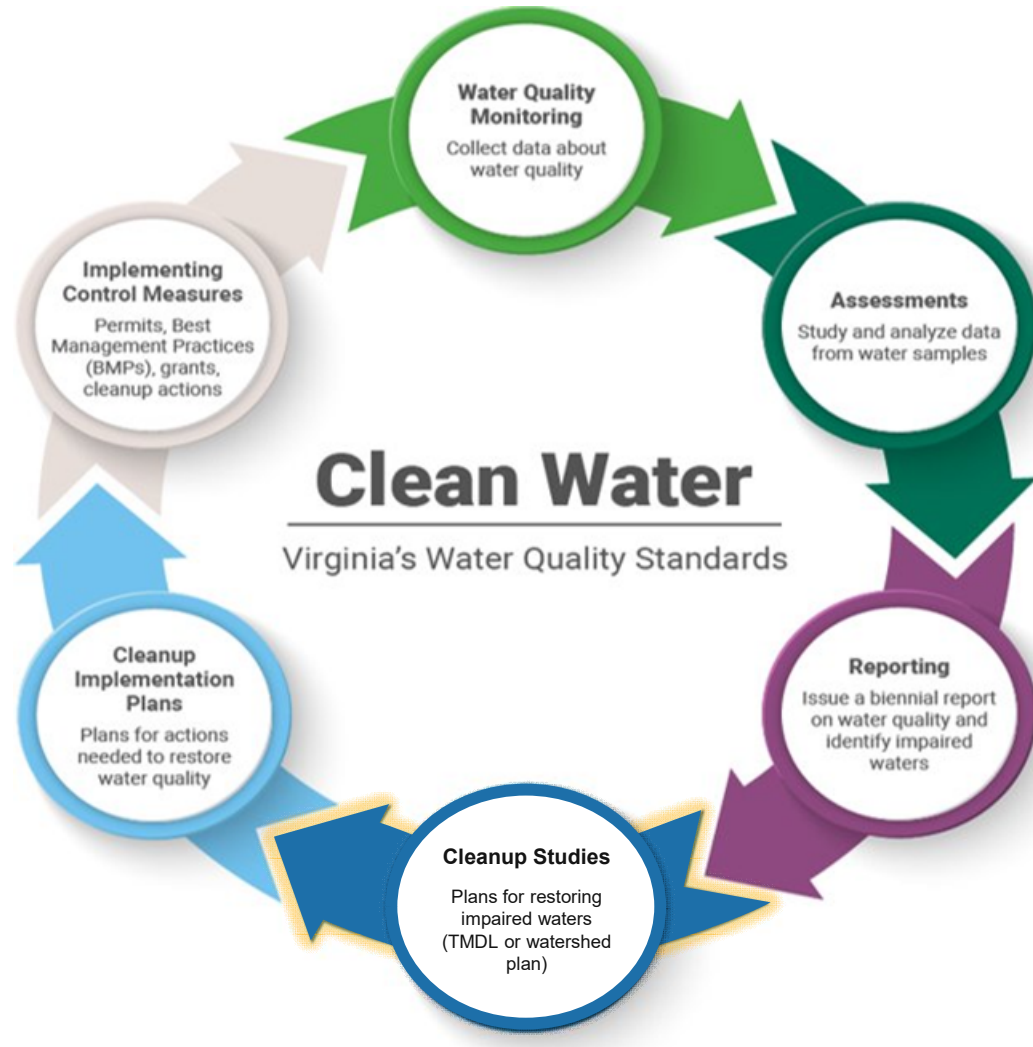 Water Quality
Monitoring
Collect data about
water quality
Assessments
Study and analyze data
from water samples
Reporting
Issue a biennial report
on water quality and
identify impaired
waters
Cleanup Studies
Plans for restoring
impaired waters
(TMDL or watershed
plan)
Cleanup
Implementation
Plans
Plans for actions
needed to restore
water quality
Implementing
Control Measures
Permits, Best
Management Practices
(BMPs), grants,
cleanup actions
Clean Water
Virginia's Water Quality Standards